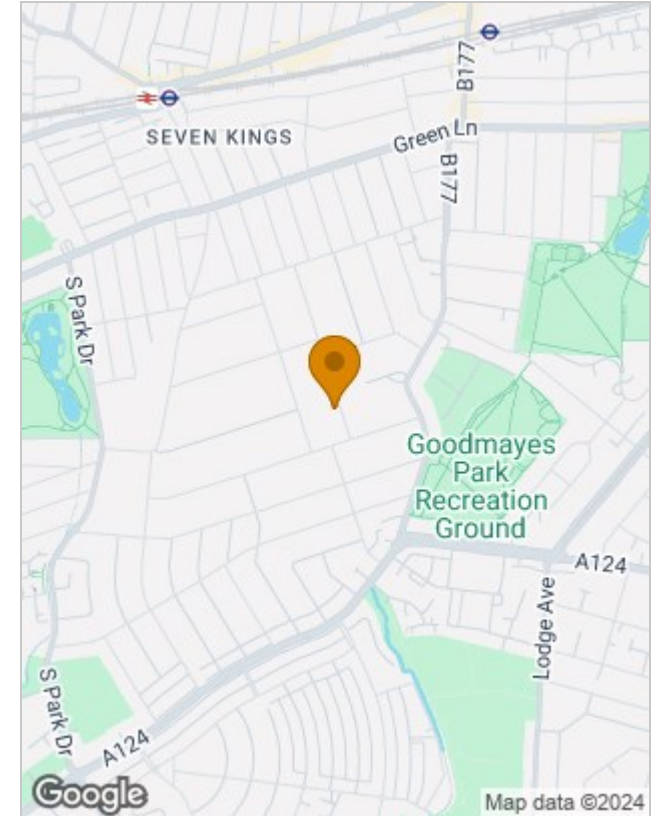 B177
SEVEN KINGS
Green Ln
B177
S Park Dr
Goodmayes
Park
Recreation
Ground
A124
Lodge Ave
S Park Dr
A124
Google
Map data ©2024